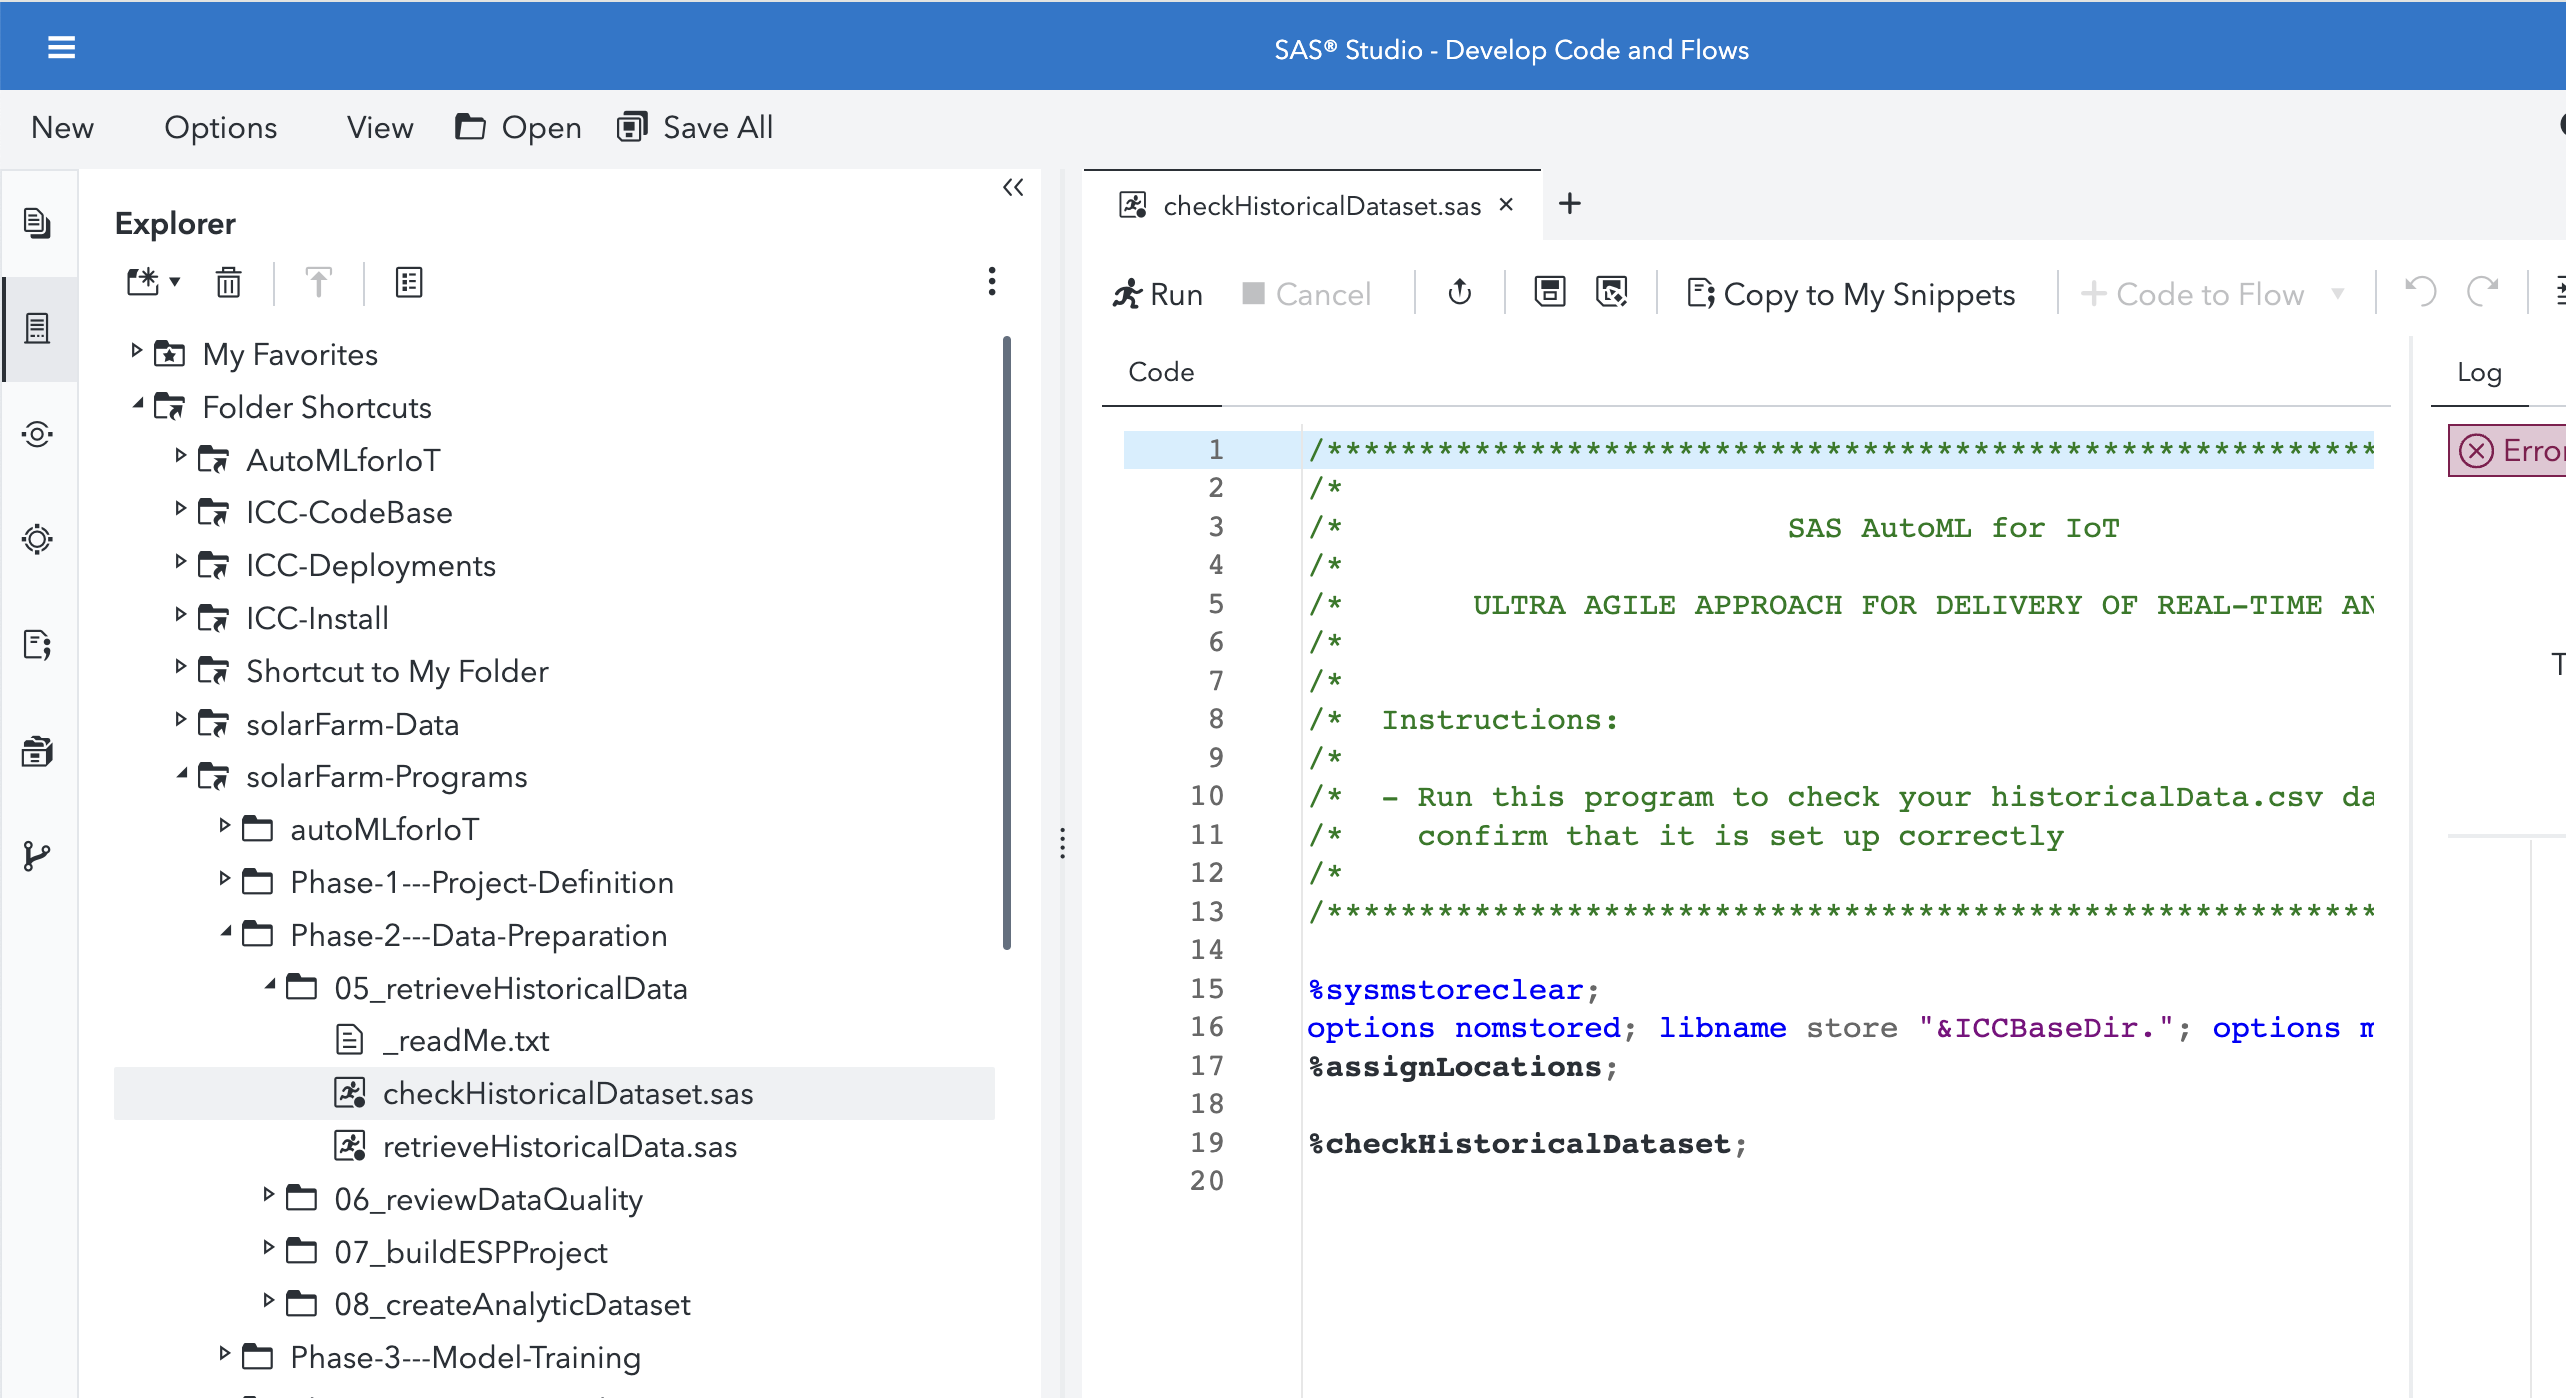 SAS® Studio - Develop Code and Flows
New Options View Open Save All
Explorer
My Favorites
Folder Shortcuts
AutoMLforIoT
ICC-CodeBase
ICC-Deployments
ICC-Install
Shortcut to My Folder
solarFarm-Data
solarFarm-Programs
autoMLforIoT
Phase-1---Project-Definition
Phase-2---Data-Preparation
05_retrieveHistoricalData
_readMe.txt
checkHistoricalDataset.sas
retrieveHistoricalData.sas
06_reviewDataQuality
07_buildESPProject
08_createAnalyticDataset
Phase-3---Model-Training
checkHistoricalDataset.sas
Run Cancel Copy to My Snippets Code to Flow
Code
1 /*********************************************************
2 /*
3 /* SAS AutoML for IoT
4 /*
5 /* ULTRA AGILE APPROACH FOR DELIVERY OF REAL-TIME AN
6 /*
7 /*
8 /* Instructions:
9 /*
10 /* - Run this program to check your historicalData.csv da
11 /* confirm that it is set up correctly
12 /*
13 /*********************************************************
14
15 %sysmstoreclear;
16 options nomstored; libname store "&ICCBaseDir."; options m
17 %assignLocations;
18
19 %checkHistoricalDataset;
20
Log
Error
T